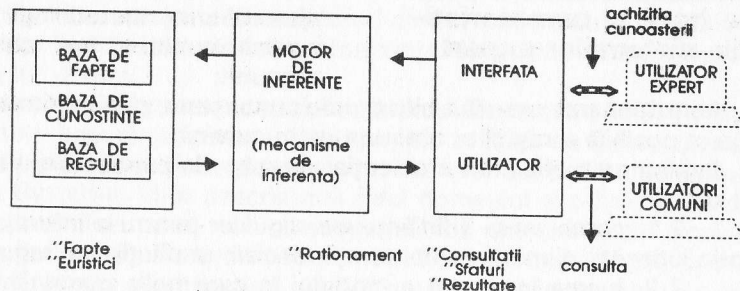 achizitia
cunoasterii
BAZA DE
FAPTE
BAZA DE
CUNOSTINTE
BAZA DE
REGULI
MOTOR
DE
INFERENTE
(mecanisme
de
inferenta)
INTERFATA
UTILIZATOR
UTILIZATOR
EXPERT
UTILIZATORI
COMUNI
''Fapte
''Euristici
''Rationament
''Consultatii
''Sfaturi
''Rezultate
consulta